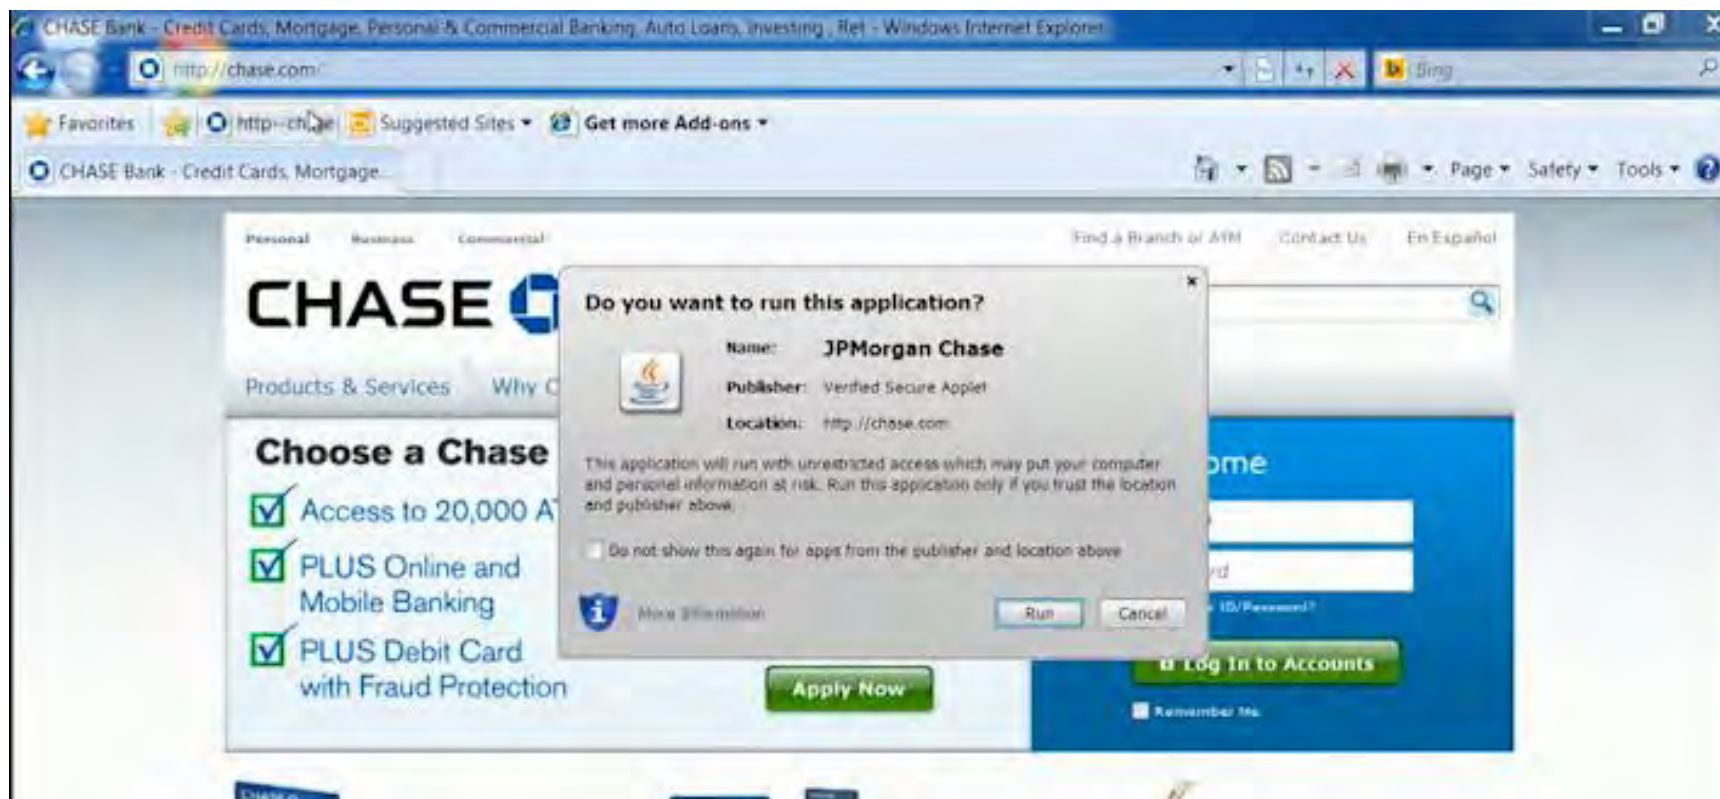 CHASE Bank - Credit Cards, Mortgage, Personal & Commercial Banking, Auto Loans, Investing , Ret - Windows Internet Explorer
http://chase.com/
Bing
Favorites
Suggested Sites
Get more Add-ons
CHASE Bank - Credit Cards, Mortgage...
Page
Safety
Tools
Personal Business Commercial
Find a Branch or ATM Contact Us En Español
CHASE
Products & Services Why C
Do you want to run this application?
Name: JPMorgan Chase
Publisher: Verified Secure Applet
Location: http://chase.com
This application will run with unrestricted access which may put your computer
and personal information at risk. Run this application only if you trust the location
and publisher above.
Do not show this again for apps from the publisher and location above
More Information
Run
Cancel
Choose a Chase
Access to 20,000 AT
PLUS Online and
Mobile Banking
PLUS Debit Card
with Fraud Protection
Apply Now
ome
rd
ID/Password?
Log In to Accounts
Remember Me